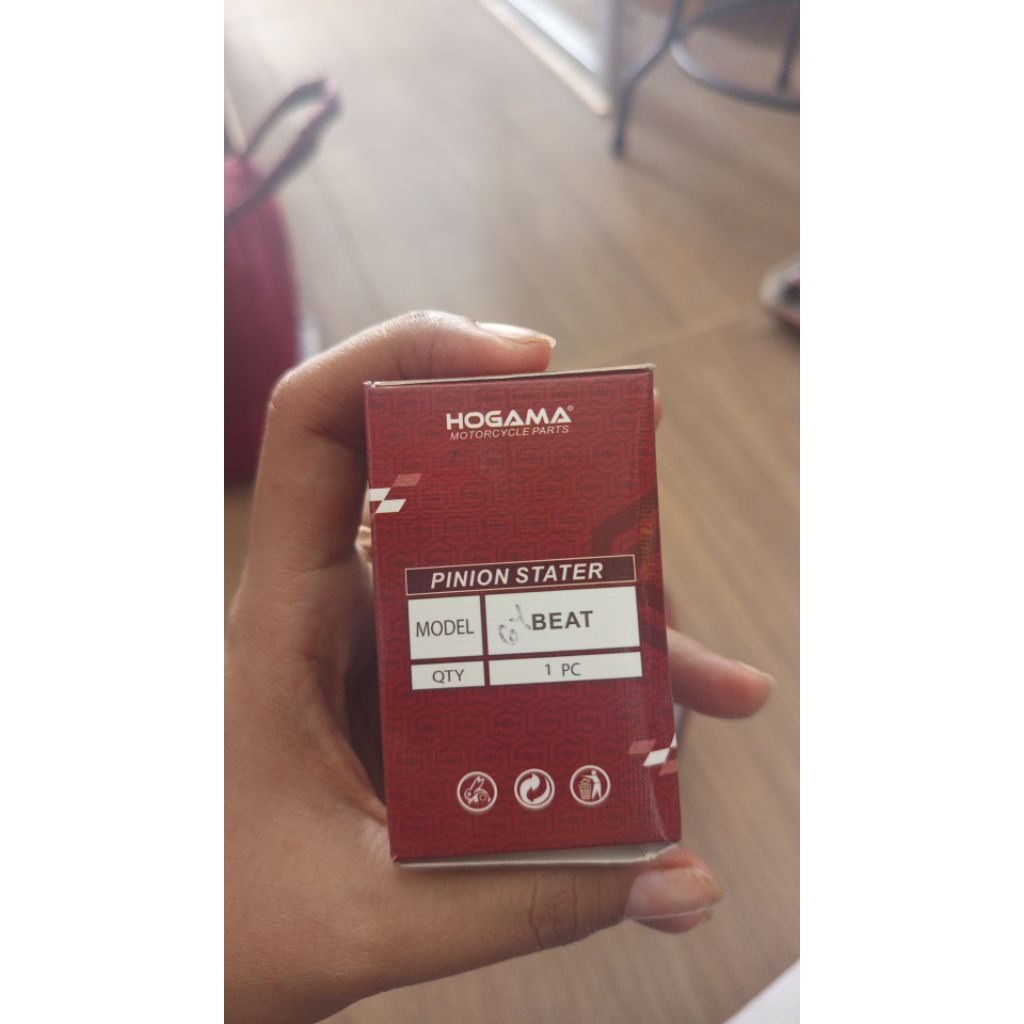 HOGAMA®
MOTORCYCLE PARTS
PINION STATER
MODEL BEAT
QTY 1 PC